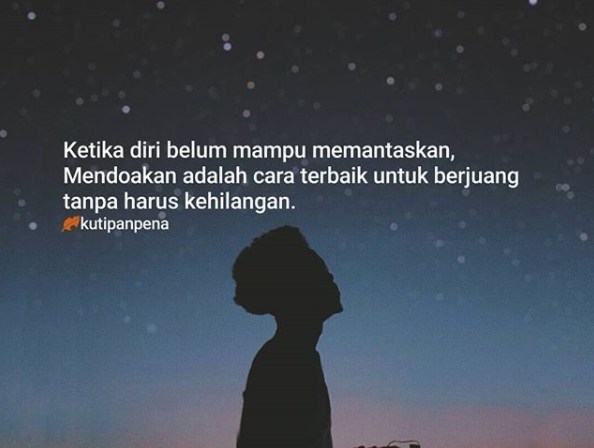 Ketika diri belum mampu memantaskan,
Mendoakan adalah cara terbaik untuk berjuang
tanpa harus kehilangan.
kutipanpena